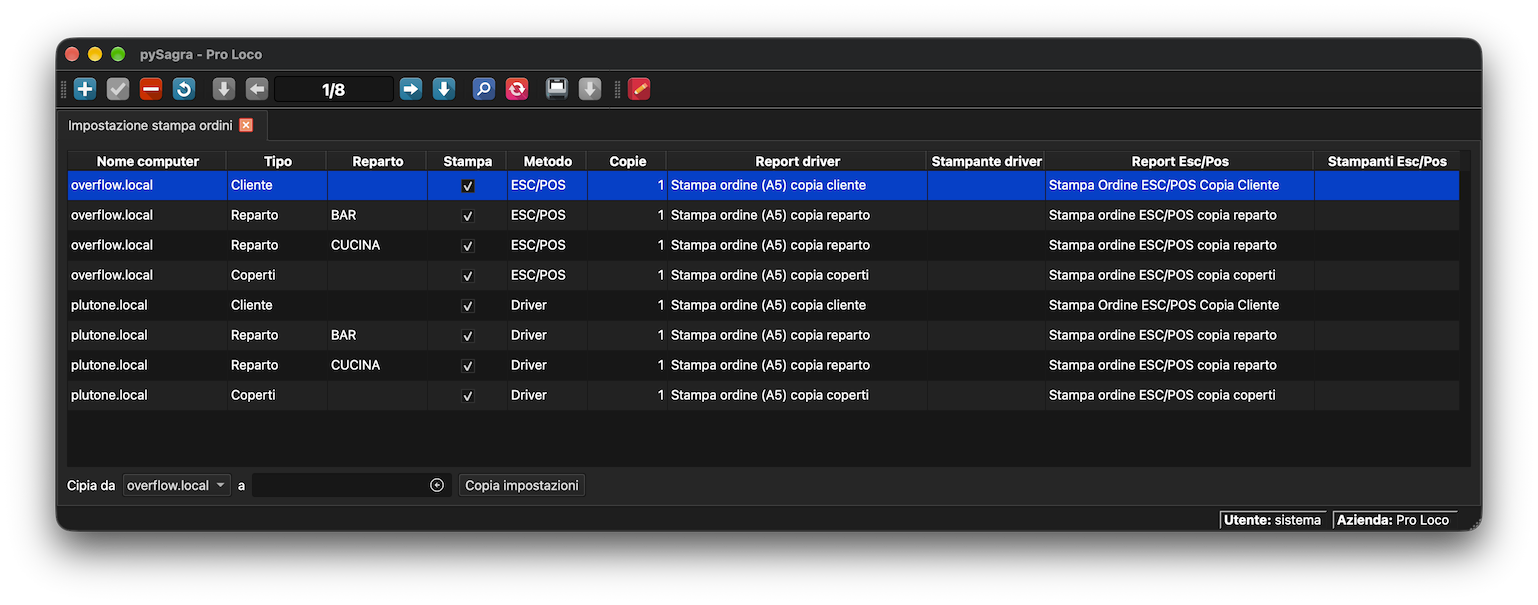 pySagra - Pro Loco
1/8
Impostazione stampa ordini
Nome computer Tipo Reparto Stampa Metodo Copie Report driver Stampante driver Report Esc/Pos Stampanti Esc/Pos
overflow.local Cliente ESC/POS 1 Stampa ordine (A5) copia cliente Stampa Ordine ESC/POS Copia Cliente
overflow.local Reparto BAR ESC/POS 1 Stampa ordine (A5) copia reparto Stampa ordine ESC/POS copia reparto
overflow.local Reparto CUCINA ESC/POS 1 Stampa ordine (A5) copia reparto Stampa ordine ESC/POS copia reparto
overflow.local Coperti ESC/POS 1 Stampa ordine (A5) copia coperti Stampa ordine ESC/POS copia coperti
plutone.local Cliente Driver 1 Stampa ordine (A5) copia cliente Stampa Ordine ESC/POS Copia Cliente
plutone.local Reparto BAR Driver 1 Stampa ordine (A5) copia reparto Stampa ordine ESC/POS copia reparto
plutone.local Reparto CUCINA Driver 1 Stampa ordine (A5) copia reparto Stampa ordine ESC/POS copia reparto
plutone.local Coperti Driver 1 Stampa ordine (A5) copia coperti Stampa ordine ESC/POS copia coperti
Cipia da overflow.local a Copia impostazioni
Utente: sistema Azienda: Pro Loco